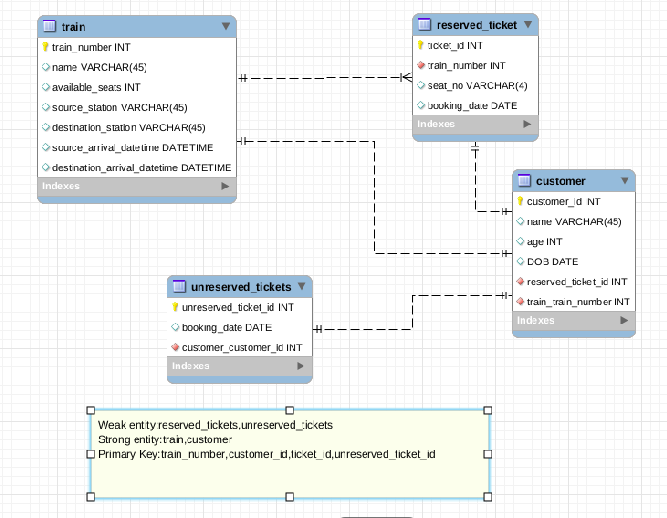 train
train_number INT
name VARCHAR(45)
available_seats INT
source_station VARCHAR(45)
destination_station VARCHAR(45)
source_arrival_datetime DATETIME
destination_arrival_datetime DATETIME
Indexes
reserved_ticket
ticket_id INT
train_number INT
seat_no VARCHAR(4)
booking_date DATE
Indexes
customer
customer_id INT
name VARCHAR(45)
age INT
DOB DATE
reserved_ticket_id INT
train_train_number INT
Indexes
unreserved_tickets
unreserved_ticket_id INT
booking_date DATE
customer_customer_id INT
Indexes
Weak entity:reserved_tickets,unreserved_tickets
Strong entity:train,customer
Primary Key:train_number,customer_id,ticket_id,unreserved_ticket_id